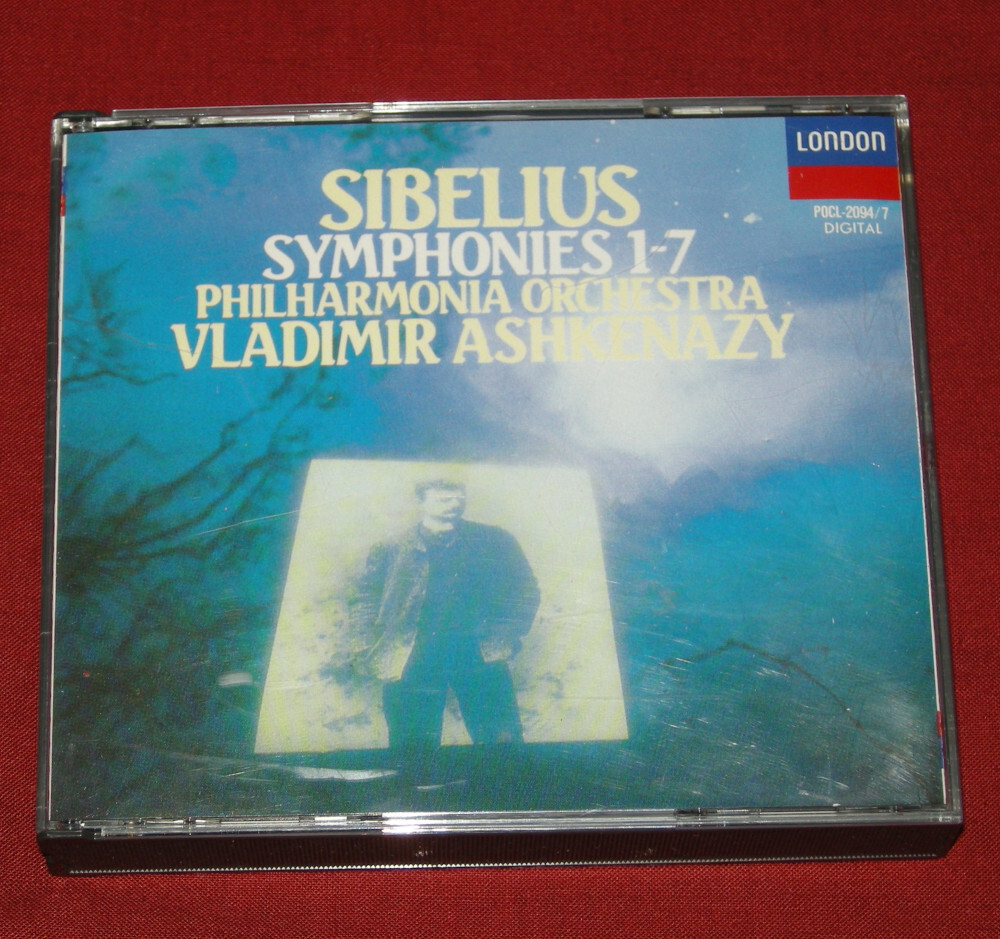 LONDON
POCL-2094/7
DIGITAL
SIBELIUS
SYMPHONIES 1-7
PHILHARMONIA ORCHESTRA
VLADIMIR ASHKENAZY